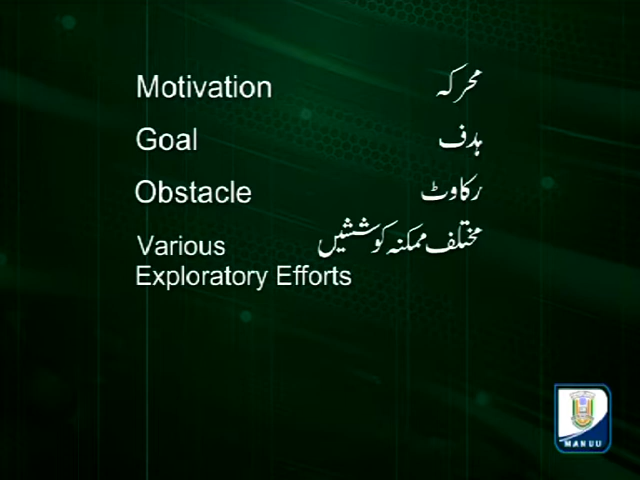 Motivation محرکہ
Goal ہدف
Obstacle رکاوٹ
Various مختلف ممکنہ کوششیں
Exploratory Efforts
MANUU